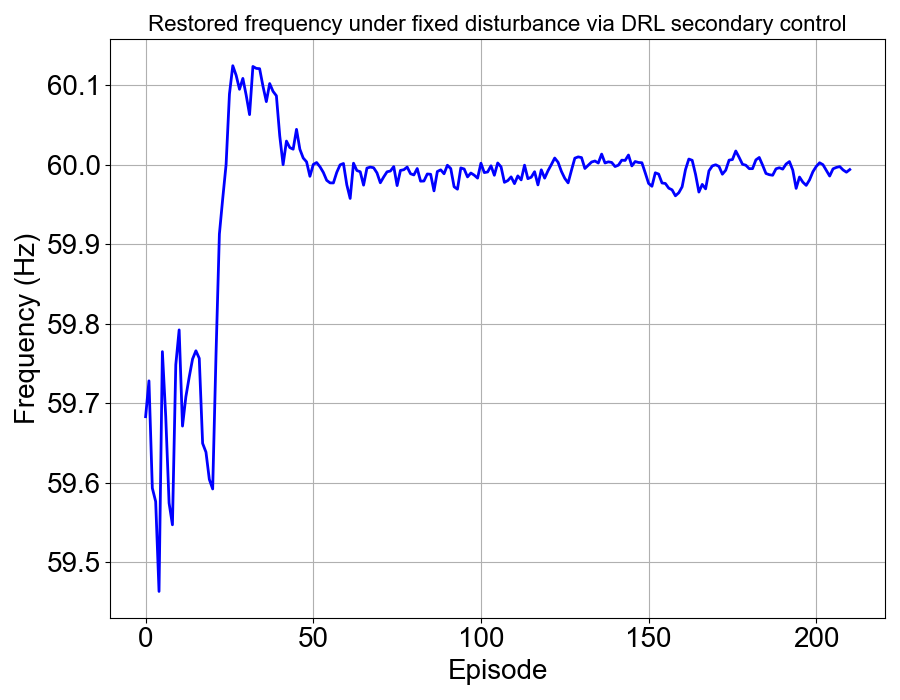 Restored frequency under fixed disturbance via DRL secondary control
Frequency (Hz)
60.1
60.0
59.9
59.8
59.7
59.6
59.5
0 50 100 150 200
Episode